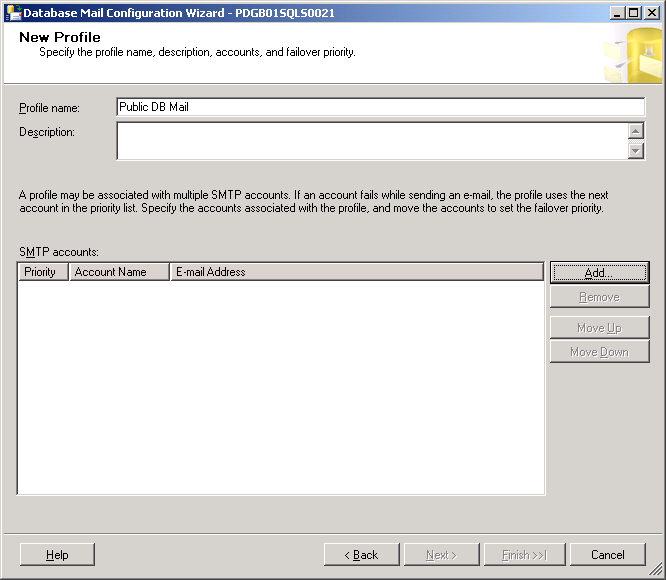 Database Mail Configuration Wizard - PDGB01SQLS0021
New Profile
Specify the profile name, description, accounts, and failover priority.
Profile name: Public DB Mail
Description:
A profile may be associated with multiple SMTP accounts. If an account fails while sending an e-mail, the profile uses the next
account in the priority list. Specify the accounts associated with the profile, and move the accounts to set the failover priority.
SMTP accounts:
Priority Account Name E-mail Address
Add...
Remove
Move Up
Move Down
Help < Back Next > Finish >>| Cancel